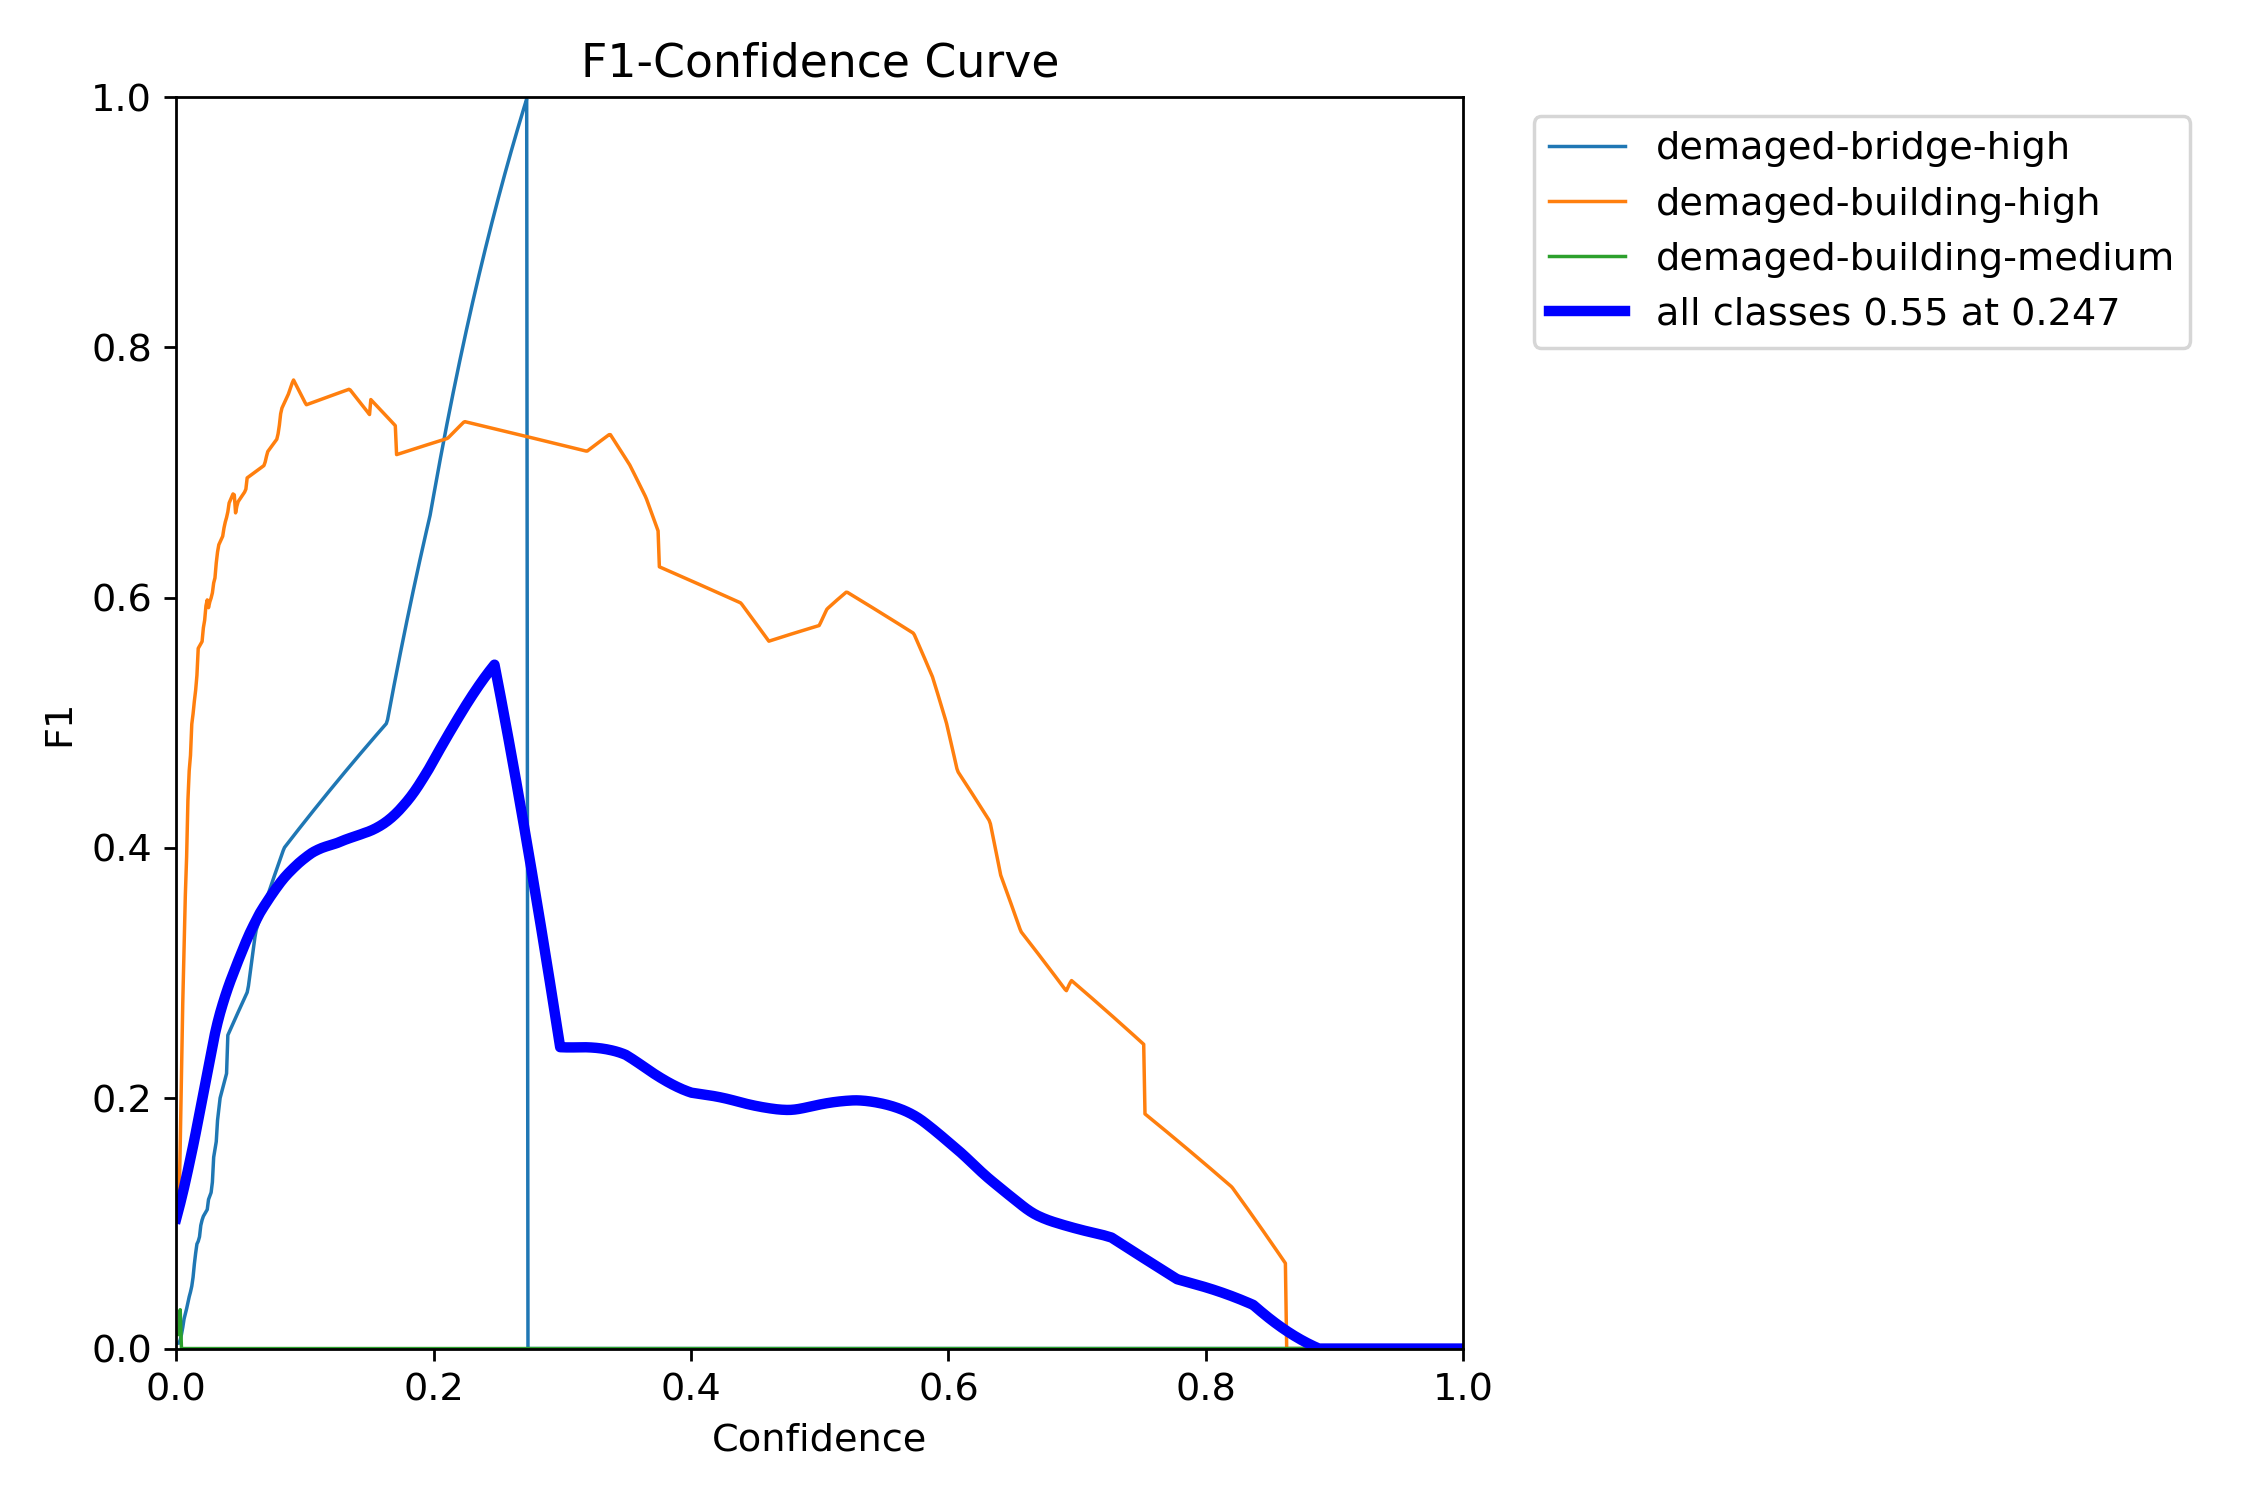 F1-Confidence Curve
1.0
0.8
0.6
0.4
0.2
0.0
F1
0.0 0.2 0.4 0.6 0.8 1.0
Confidence
demaged-bridge-high
demaged-building-high
demaged-building-medium
all classes 0.55 at 0.247